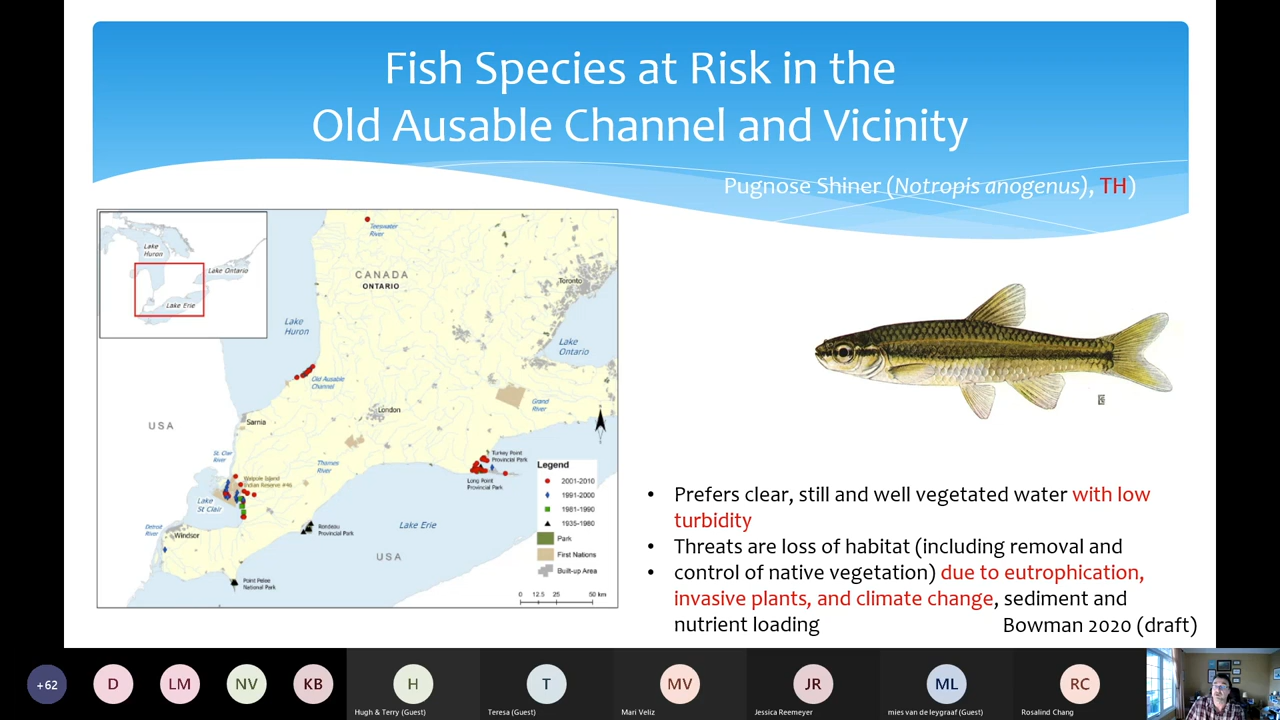 Fish Species at Risk in the
Old Ausable Channel and Vicinity
Pugnose Shiner (Notropis anogenus), TH)
Lake
Huron
Lake Ontario
Lake Erie
Teeswater
River
CANADA
ONTARIO
Toronto
Lake
Huron
Lake
Ontario
Old Ausable
Channel
London
Grand
River
USA
Sarnia
St. Clair
River
Thames
River
Walpole Island
Indian Reserve #46
Lake
St Clair
Detroit
River
Windsor
Rondeau
Provincial Park
Point Pelee
National Park
Lake Erie
USA
Turkey Point
Provincial Park
Long Point
Provincial Park
Legend
2001-2010
1991-2000
1981-1990
1935-1980
Park
First Nations
Built-up Area
0 12.5 25 50 km
• Prefers clear, still and well vegetated water with low
turbidity
• Threats are loss of habitat (including removal and
• control of native vegetation) due to eutrophication,
invasive plants, and climate change, sediment and
nutrient loading
Bowman 2020 (draft)
+62
D
LM
NV
KB
H
T
MV
JR
ML
RC
Hugh & Terry (Guest)
Teresa (Guest)
Mari Veliz
Jessica Reemeyer
mies van de leygraaf (Guest)
Rosalind Chang